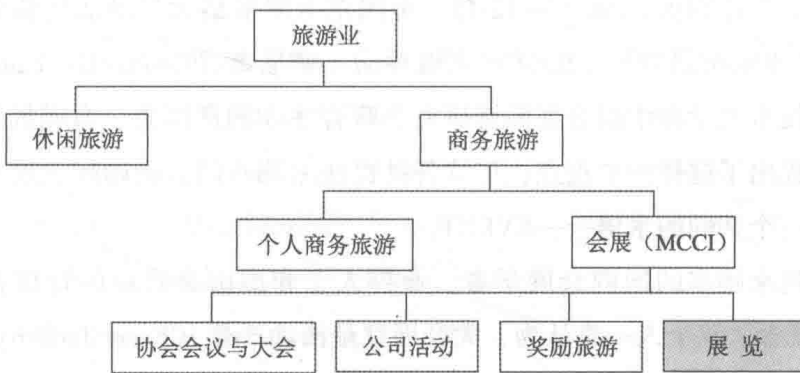 旅游业
休闲旅游
商务旅游
个人商务旅游
会展（MCCI）
协会会议与大会
公司活动
奖励旅游
展 览